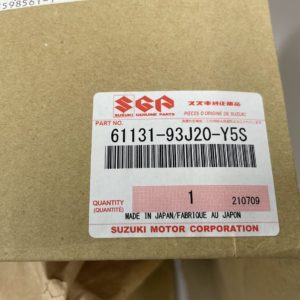 SGP
SUZUKI GENUINE PARTS
スズキ純正部品
PIÈCES D'ORIGINE DE SUZUKI
PART NO.
61131-93J20-Y5S
QUANTITY
(QUANTITÉ)
1
210709
MADE IN JAPAN/FABRIQUE AU JAPON
SUZUKI MOTOR CORPORATION